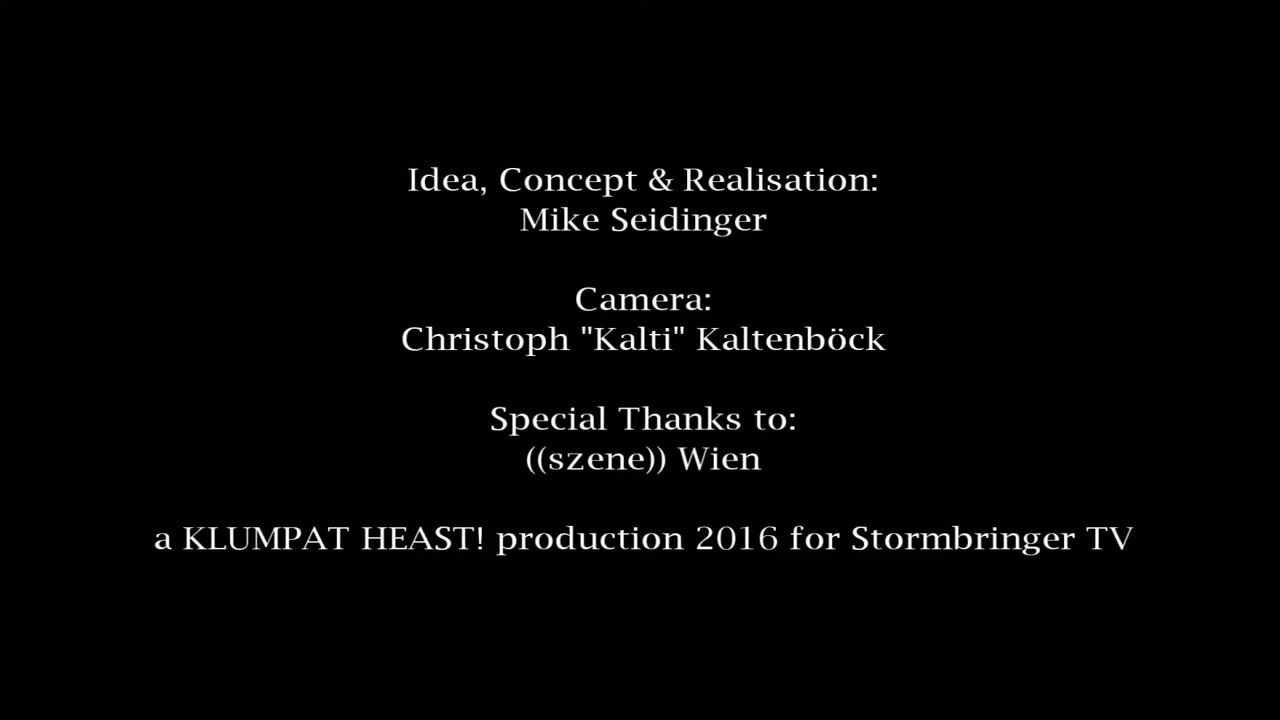 Idea, Concept & Realisation:
Mike Seidinger
Camera:
Christoph "Kalti" Kaltenböck
Special Thanks to:
((szene)) Wien
a KLUMPAT HEAST! production 2016 for Stormbringer TV